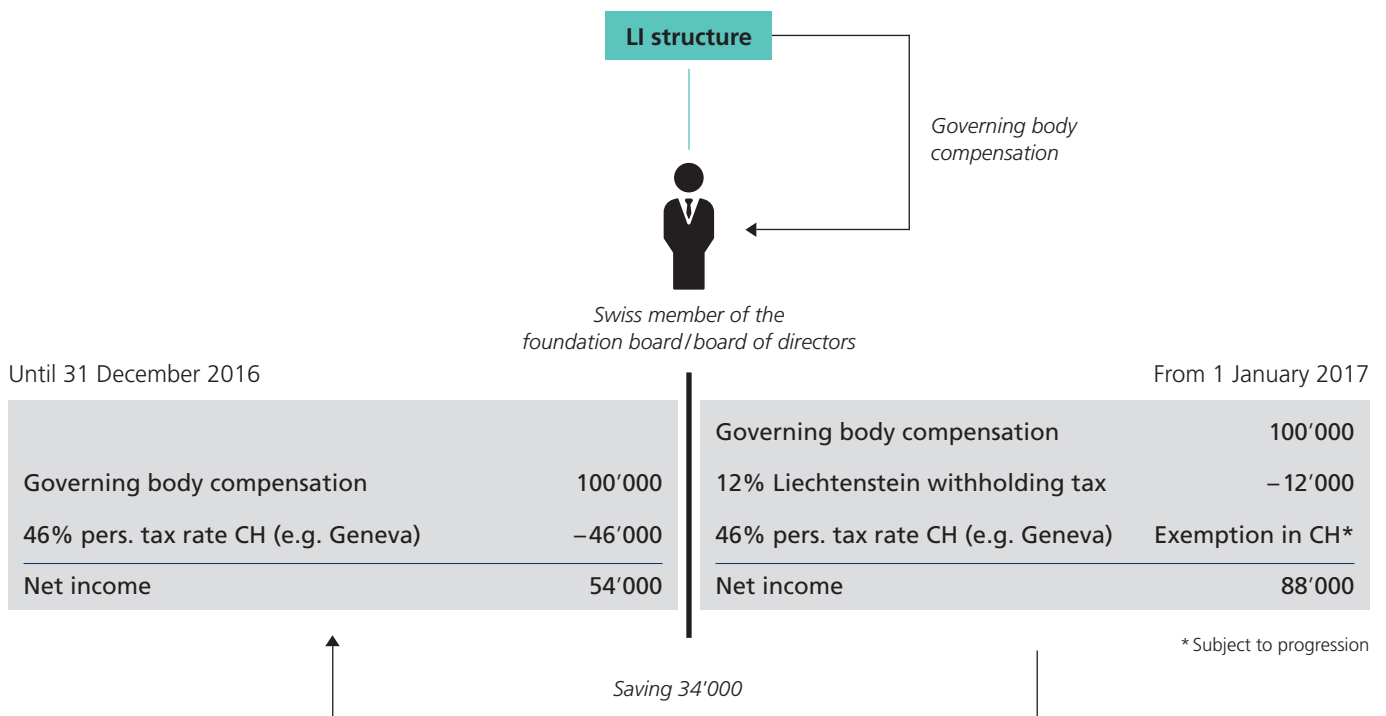 LI structure
Governing body
compensation
Swiss member of the
foundation board/board of directors
Until 31 December 2016
Governing body compensation 100’000
46% pers. tax rate CH (e.g. Geneva) –46’000
Net income 54’000
From 1 January 2017
Governing body compensation 100’000
12% Liechtenstein withholding tax –12’000
46% pers. tax rate CH (e.g. Geneva) Exemption in CH*
Net income 88’000
* Subject to progression
Saving 34'000